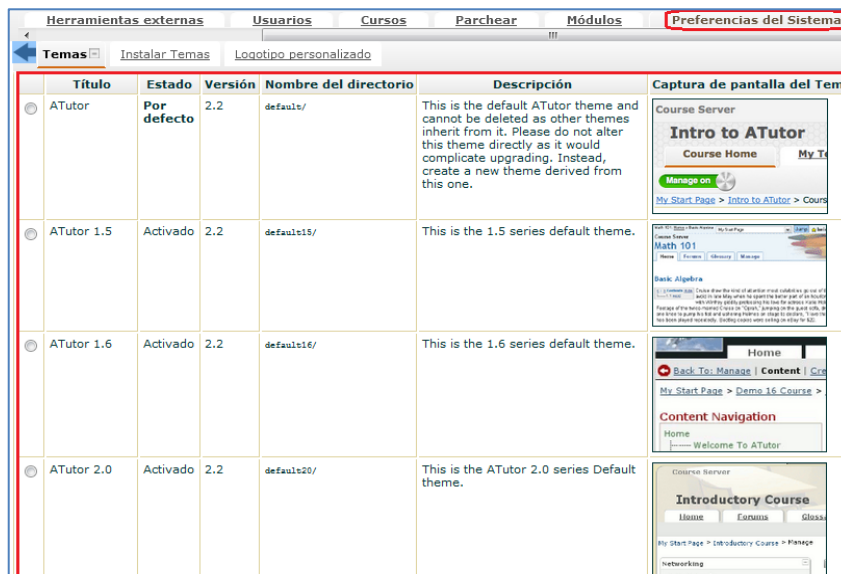 Herramientas externas Usuarios Cursos Parchear Módulos Preferencias del Sistema
Temas Instalar Temas Logotipo personalizado
Título Estado Versión Nombre del directorio Descripción Captura de pantalla del Tem
ATutor Por defecto 2.2 default/ This is the default ATutor theme and
cannot be deleted as other themes
inherit from it. Please do not alter
this theme directly as it would
complicate upgrading. Instead,
create a new theme derived from
this one.
Course Server
Intro to ATutor
Course Home My Te
Manage on
My Start Page > Intro to ATutor > Cours
ATutor 1.5 Activado 2.2 default15/ This is the 1.5 series default theme.
Course Server
Math 101
Home Forums Glossary Manage
Basic Algebra
ATutor 1.6 Activado 2.2 default16/ This is the 1.6 series default theme.
Home
Back To: Manage | Content | Cre
My Start Page > Demo 16 Course >
Content Navigation
Home
Welcome To ATutor
ATutor 2.0 Activado 2.2 default20/ This is the ATutor 2.0 series Default
theme.
Course Server
Introductory Course
Home Forums Gloss
My Start Page > Introductory Course > Manage
Networking